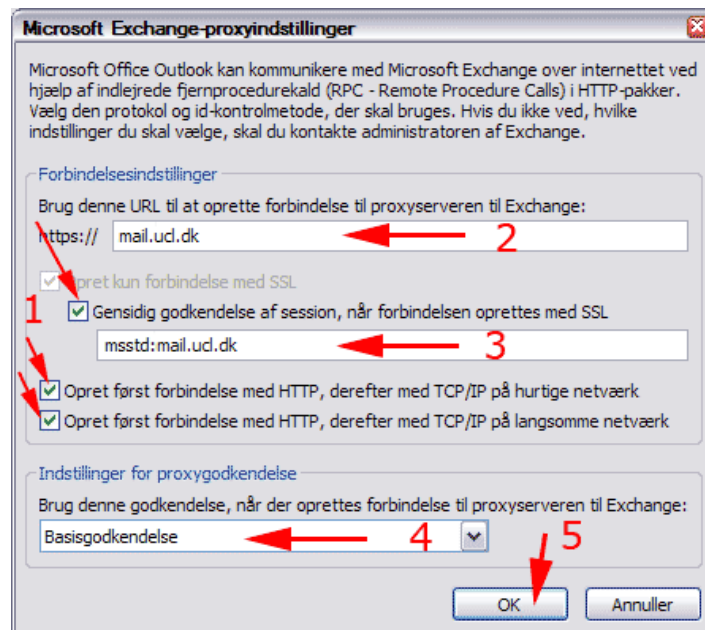 Microsoft Exchange-proxyindstillinger
Microsoft Office Outlook kan kommunikere med Microsoft Exchange over internettet ved
hjælp af indlejrede fjernprocedurekald (RPC - Remote Procedure Calls) i HTTP-pakker.
Vælg den protokol og id-kontrolmetode, der skal bruges. Hvis du ikke ved, hvilke
indstillinger du skal vælge, skal du kontakte administratoren af Exchange.
Forbindelsesindstillinger
Brug denne URL til at oprette forbindelse til proxyserveren til Exchange:
https:// mail.ucl.dk 2
Opret kun forbindelse med SSL
1 Gensidig godkendelse af session, når forbindelsen oprettes med SSL
msstd:mail.ucl.dk 3
Opret først forbindelse med HTTP, derefter med TCP/IP på hurtige netværk
Opret først forbindelse med HTTP, derefter med TCP/IP på langsomme netværk
Indstillinger for proxygodkendelse
Brug denne godkendelse, når der oprettes forbindelse til proxyserveren til Exchange:
Basisgodkendelse 4 5
OK Annuller